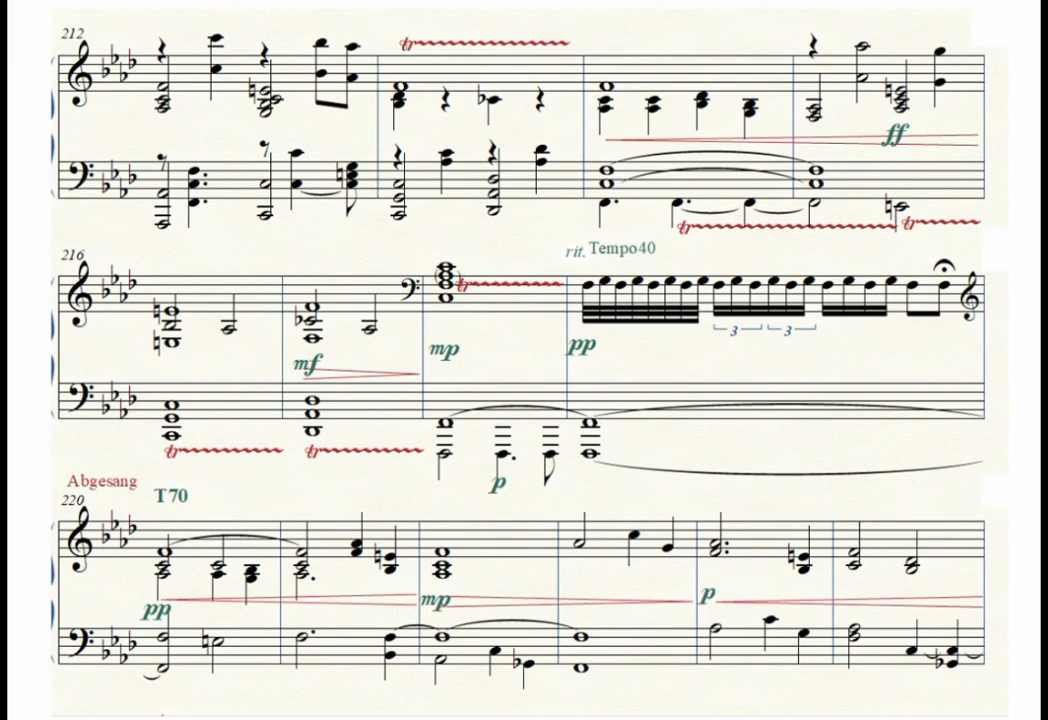 212
tr
ff
tr
tr
216
rit. Tempo40
tr
mf
mp
pp
3
3
tr
tr
p
Abgesang
220
T70
pp
mp
p